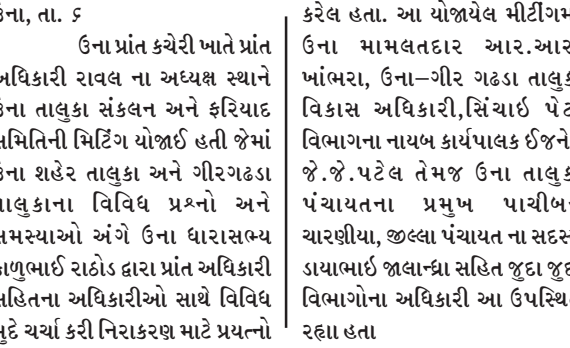 ઉના, તા. ૬
ઉના પ્રાંત કચેરી ખાતે પ્રાંત
અધિકારી રાવલ ના અધ્યક્ષ સ્થાને
ઉના તાલુકા સંકલન અને ફરિયાદ
સમિતિની મિટિંગ યોજાઈ હતી જેમાં
ઉના શહેર તાલુકા અને ગીરગઢડા
તાલુકાના વિવિધ પ્રશ્નો અને
સમસ્યાઓ અંગે ઉના ધારાસભ્ય
કાળુભાઈ રાઠોડ દ્વારા પ્રાંત અધિકારી
સહિતના અધિકારીઓ સાથે વિવિધ
મુદે ચર્ચા કરી નિરાકરણ માટે પ્રયત્નો
કરેલ હતા. આ યોજાયેલ મીટીંગમ
ઉના મામલતદાર આર.આર
ખાંભરા, ઉના–ગીર ગઢડા તાલુક
વિકાસ અધિકારી,સિંચાઇ પેટ
વિભાગના નાયબ કાર્યપાલક ઈજને
જે.જે.પટેલ તેમજ ઉના તાલુક
પંચાયતના પ્રમુખ પાચીબ
ચારણીયા, જીલ્લા પંચાયત ના સદસ
ડાયાભાઇ જાલાન્ધ્રા સહિત જુદા જુદ
વિભાગોના અધિકારી આ ઉપસ્થિ
રહ્યાા હતા